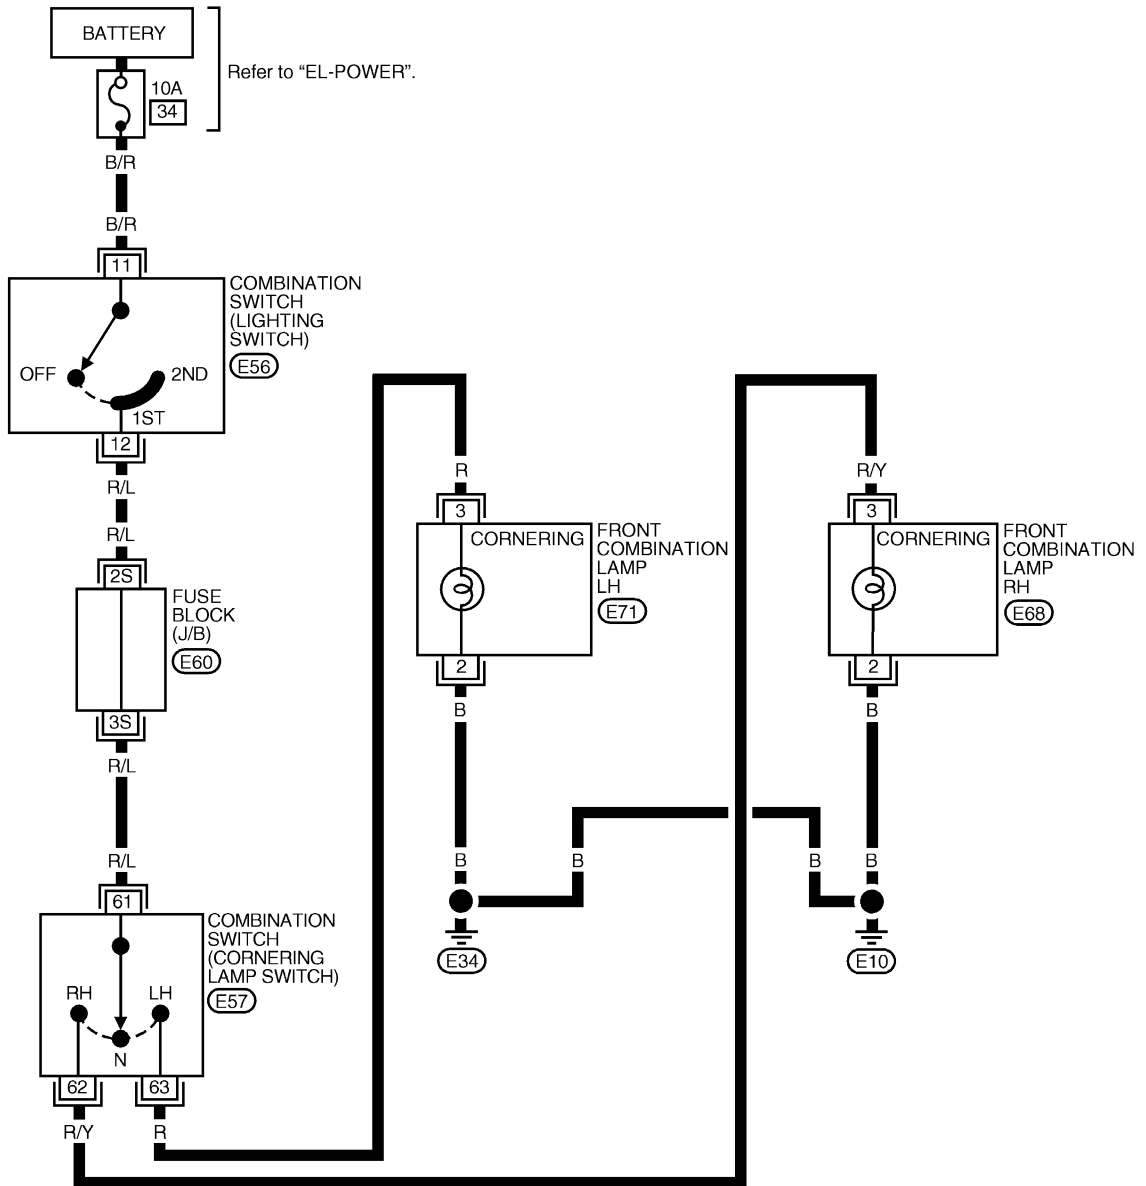 BATTERY
Refer to “EL-POWER”.
10A
34
B/R
B/R
11
COMBINATION
SWITCH
(LIGHTING
SWITCH)
E56
OFF
2ND
1ST
12
R/L
R/L
2S
FUSE
BLOCK
(J/B)
E60
3S
R/L
R/L
61
COMBINATION
SWITCH
(CORNERING
LAMP SWITCH)
E57
RH
LH
N
62
63
R/Y
R
R
3
CORNERING
FRONT
COMBINATION
LAMP
LH
E71
2
B
B
B
E34
R/Y
3
CORNERING
FRONT
COMBINATION
LAMP
RH
E68
2
B
B
B
E10